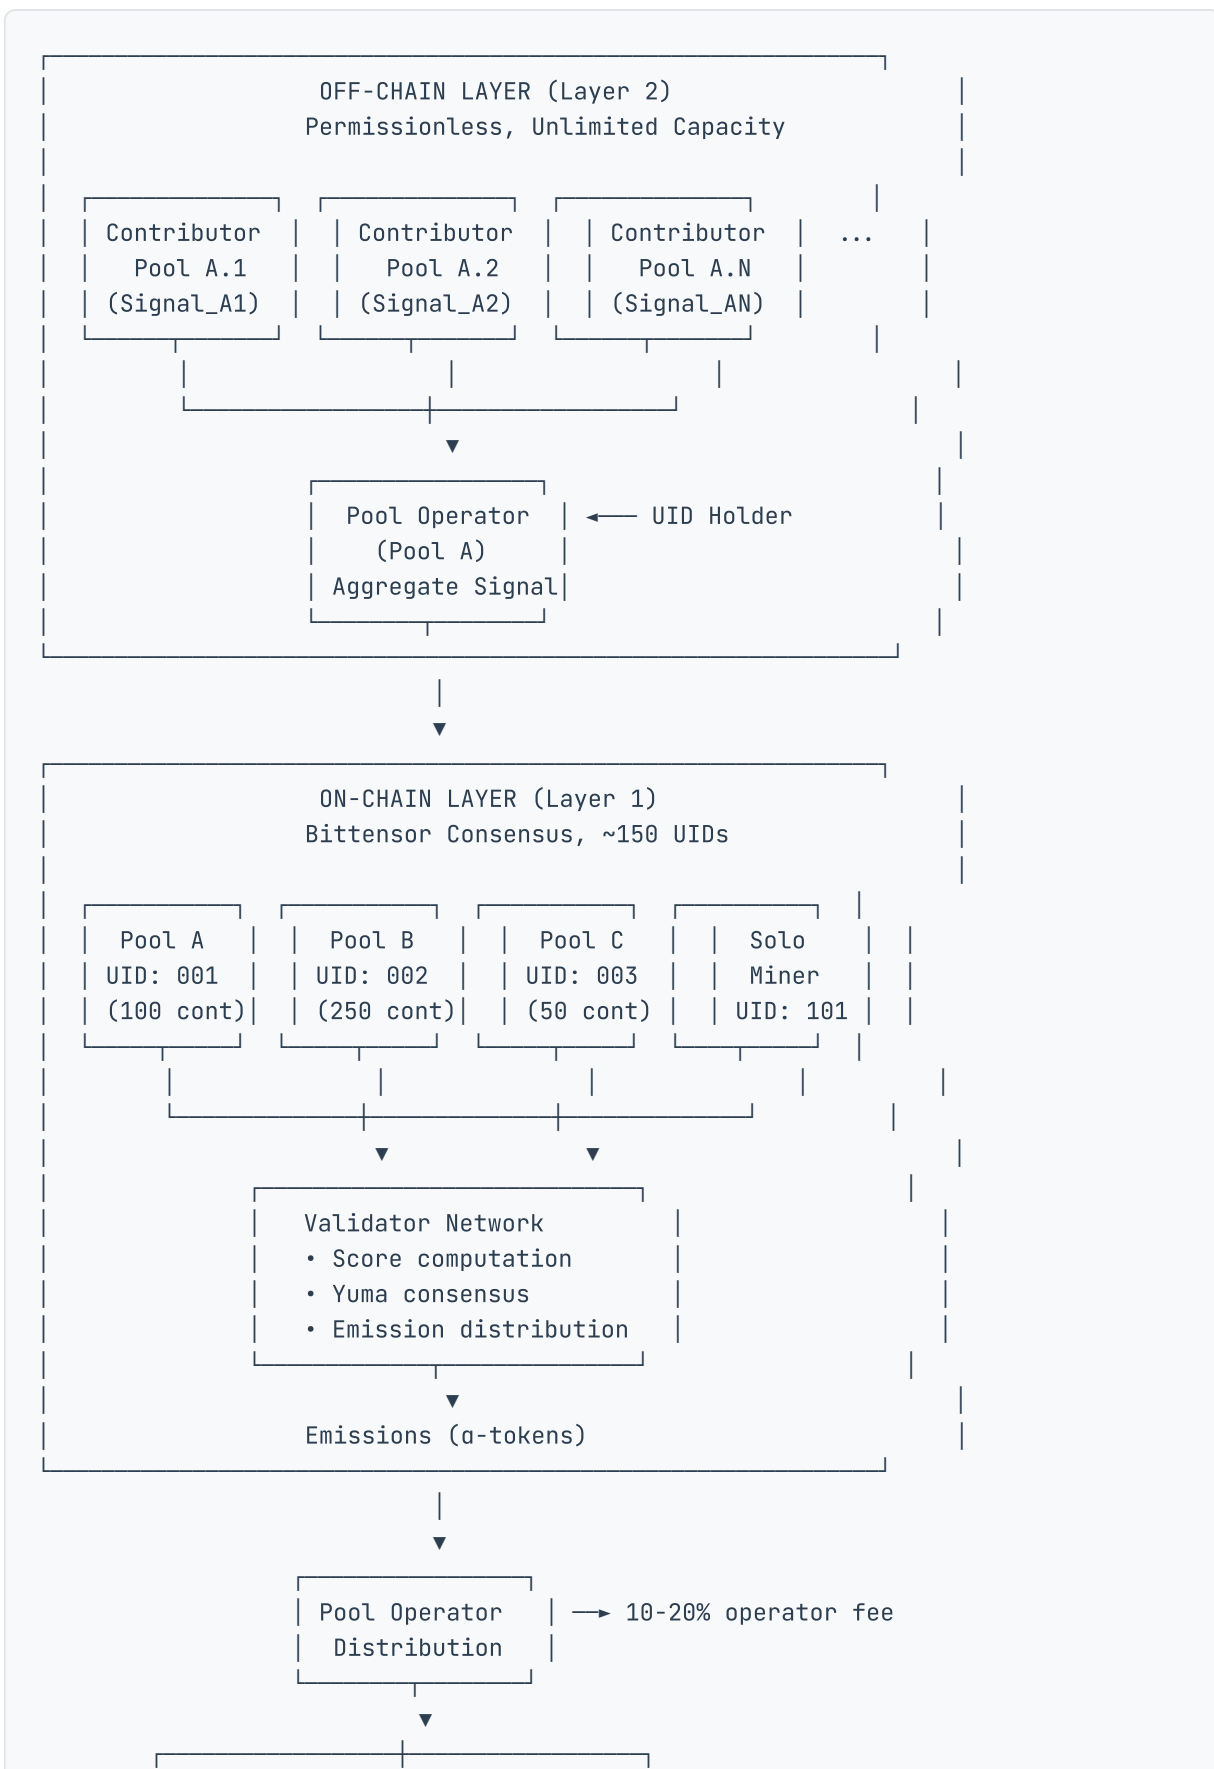 OFF-CHAIN LAYER (Layer 2)
Permissionless, Unlimited Capacity
Contributor Contributor Contributor ...
Pool A.1 Pool A.2 Pool A.N
(Signal_A1) (Signal_A2) (Signal_AN)
▼
Pool Operator ◄─── UID Holder
(Pool A)
Aggregate Signal
▼
ON-CHAIN LAYER (Layer 1)
Bittensor Consensus, ~150 UIDs
Pool A Pool B Pool C Solo
UID: 001 UID: 002 UID: 003 Miner
(100 cont) (250 cont) (50 cont) UID: 101
▼ ▼
Validator Network
• Score computation
• Yuma consensus
• Emission distribution
▼
Emissions (α-tokens)
▼
Pool Operator ──► 10-20% operator fee
Distribution
▼